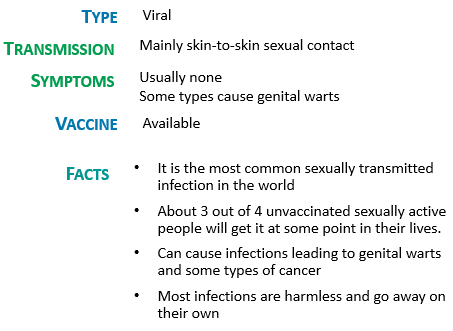 TYPE Viral
TRANSMISSION Mainly skin-to-skin sexual contact
SYMPTOMS Usually none
Some types cause genital warts
VACCINE Available
FACTS • It is the most common sexually transmitted
infection in the world
• About 3 out of 4 unvaccinated sexually active
people will get it at some point in their lives.
• Can cause infections leading to genital warts
and some types of cancer
• Most infections are harmless and go away on
their own